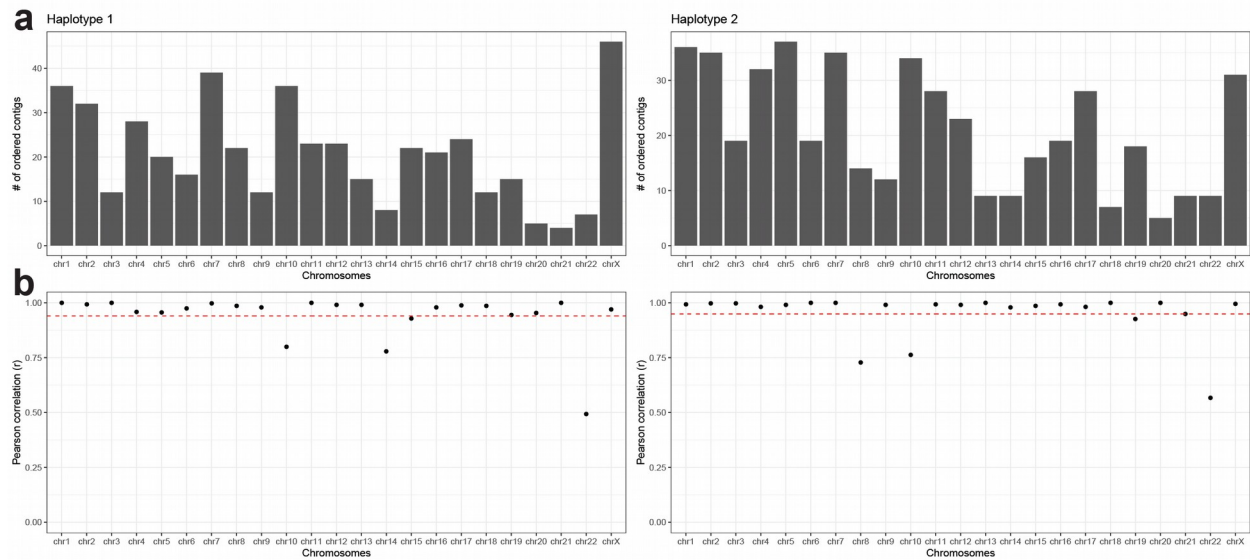 a
Haplotype 1
# of ordered contigs
40
30
20
10
0
chr1 chr2 chr3 chr4 chr5 chr6 chr7 chr8 chr9 chr10 chr11 chr12 chr13 chr14 chr15 chr16 chr17 chr18 chr19 chr20 chr21 chr22 chrX
Chromosomes
Haplotype 2
# of ordered contigs
30
20
10
0
chr1 chr2 chr3 chr4 chr5 chr6 chr7 chr8 chr9 chr10 chr11 chr12 chr13 chr14 chr15 chr16 chr17 chr18 chr19 chr20 chr21 chr22 chrX
Chromosomes
b
Pearson correlation (r)
1.00
0.75
0.50
0.25
0.00
chr1 chr2 chr3 chr4 chr5 chr6 chr7 chr8 chr9 chr10 chr11 chr12 chr13 chr14 chr15 chr16 chr17 chr18 chr19 chr20 chr21 chr22 chrX
Chromosomes
Pearson correlation (r)
1.00
0.75
0.50
0.25
0.00
chr1 chr2 chr3 chr4 chr5 chr6 chr7 chr8 chr9 chr10 chr11 chr12 chr13 chr14 chr15 chr16 chr17 chr18 chr19 chr20 chr21 chr22 chrX
Chromosomes